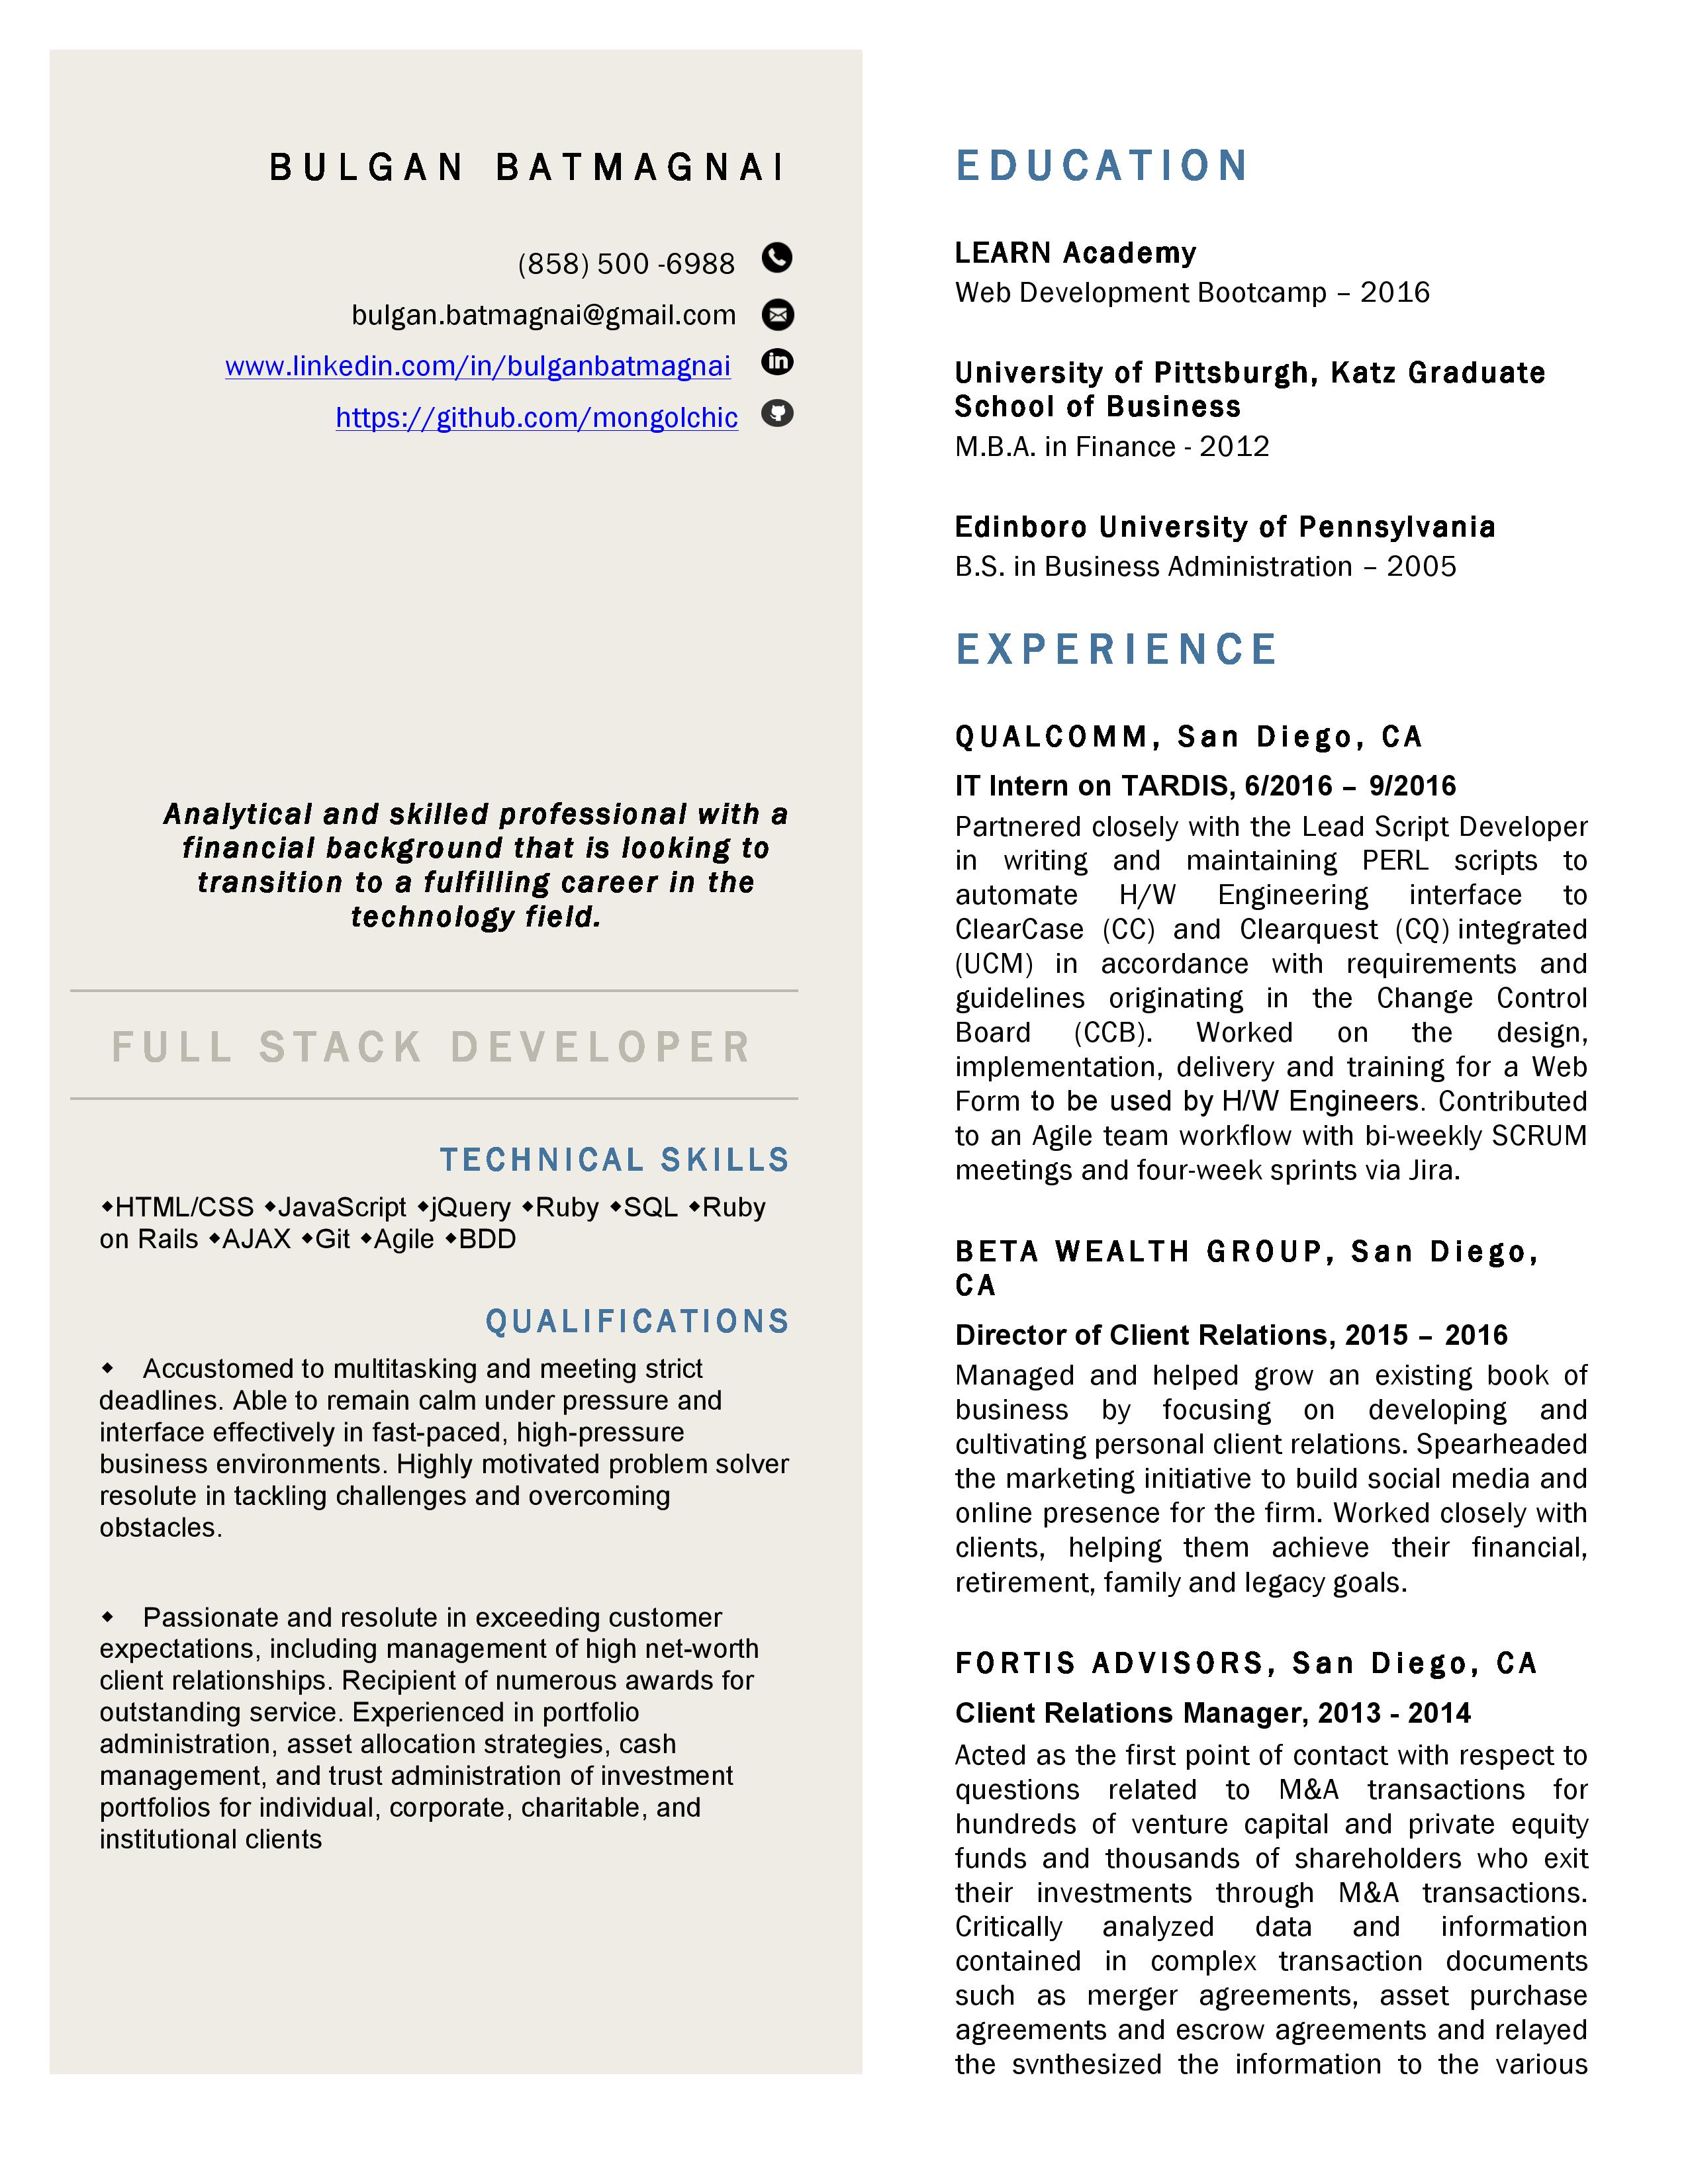 BULGAN BATMAGNAI
(858) 500 -6988
bulgan.batmagnai@gmail.com
www.linkedin.com/in/bulganbatmagnai
https://github.com/mongolchic
Analytical and skilled professional with a
financial background that is looking to
transition to a fulfilling career in the
technology field.
FULL STACK DEVELOPER
TECHNICAL SKILLS
◆HTML/CSS ◆JavaScript ◆jQuery ◆Ruby ◆SQL ◆Ruby
on Rails ◆AJAX ◆Git ◆Agile ◆BDD
QUALIFICATIONS
◆ Accustomed to multitasking and meeting strict
deadlines. Able to remain calm under pressure and
interface effectively in fast-paced, high-pressure
business environments. Highly motivated problem solver
resolute in tackling challenges and overcoming
obstacles.
◆ Passionate and resolute in exceeding customer
expectations, including management of high net-worth
client relationships. Recipient of numerous awards for
outstanding service. Experienced in portfolio
administration, asset allocation strategies, cash
management, and trust administration of investment
portfolios for individual, corporate, charitable, and
institutional clients
EDUCATION
LEARN Academy
Web Development Bootcamp – 2016
University of Pittsburgh, Katz Graduate
School of Business
M.B.A. in Finance - 2012
Edinboro University of Pennsylvania
B.S. in Business Administration – 2005
EXPERIENCE
QUALCOMM, San Diego, CA
IT Intern on TARDIS, 6/2016 – 9/2016
Partnered closely with the Lead Script Developer
in writing and maintaining PERL scripts to
automate H/W Engineering interface to
ClearCase (CC) and Clearquest (CQ) integrated
(UCM) in accordance with requirements and
guidelines originating in the Change Control
Board (CCB). Worked on the design,
implementation, delivery and training for a Web
Form to be used by H/W Engineers. Contributed
to an Agile team workflow with bi-weekly SCRUM
meetings and four-week sprints via Jira.
BETA WEALTH GROUP, San Diego,
CA
Director of Client Relations, 2015 – 2016
Managed and helped grow an existing book of
business by focusing on developing and
cultivating personal client relations. Spearheaded
the marketing initiative to build social media and
online presence for the firm. Worked closely with
clients, helping them achieve their financial,
retirement, family and legacy goals.
FORTIS ADVISORS, San Diego, CA
Client Relations Manager, 2013 - 2014
Acted as the first point of contact with respect to
questions related to M&A transactions for
hundreds of venture capital and private equity
funds and thousands of shareholders who exit
their investments through M&A transactions.
Critically analyzed data and information
contained in complex transaction documents
such as merger agreements, asset purchase
agreements and escrow agreements and relayed
the synthesized the information to the various